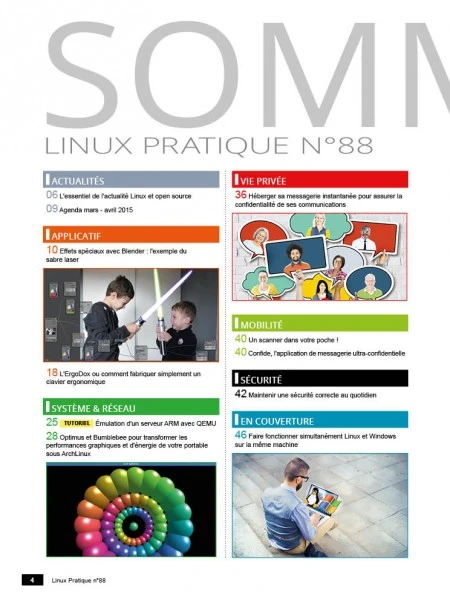 SOMM
LINUX PRATIQUE N°88
ACTUALITÉS
06 L'essentiel de l'actualité Linux et open source
09 Agenda mars - avril 2015
APPLICATIF
10 Effets spéciaux avec Blender : l'exemple du
sabre laser
18 L'ErgoDox ou comment fabriquer simplement un
clavier ergonomique
SYSTÈME & RÉSEAU
25 TUTORIEL Émulation d'un serveur ARM avec QEMU
28 Optimus et Bumblebee pour transformer les
performances graphiques et d'énergie de votre portable
sous ArchLinux
VIE PRIVÉE
36 Héberger sa messagerie instantanée pour assurer la
confidentialité de ses communications
MOBILITÉ
40 Un scanner dans votre poche !
40 Confide, l'application de messagerie ultra-confidentielle
SÉCURITÉ
42 Maintenir une sécurité correcte au quotidien
EN COUVERTURE
46 Faire fonctionner simultanément Linux et Windows
sur la même machine
4 Linux Pratique n°88